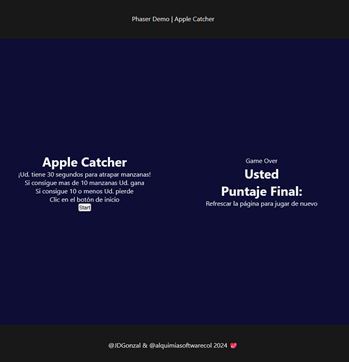 Phaser Demo | Apple Catcher
Apple Catcher
¡Ud. tiene 30 segundos para atrapar manzanas!
Si consigue mas de 10 manzanas Ud. gana
Si consigue 10 o menos Ud. pierde
Clic en el botón de inicio
Start
Game Over
Usted
Puntaje Final:
Refrescar la página para jugar de nuevo
@JDGonzal & @alquimiasoftwarecol 2024 💖